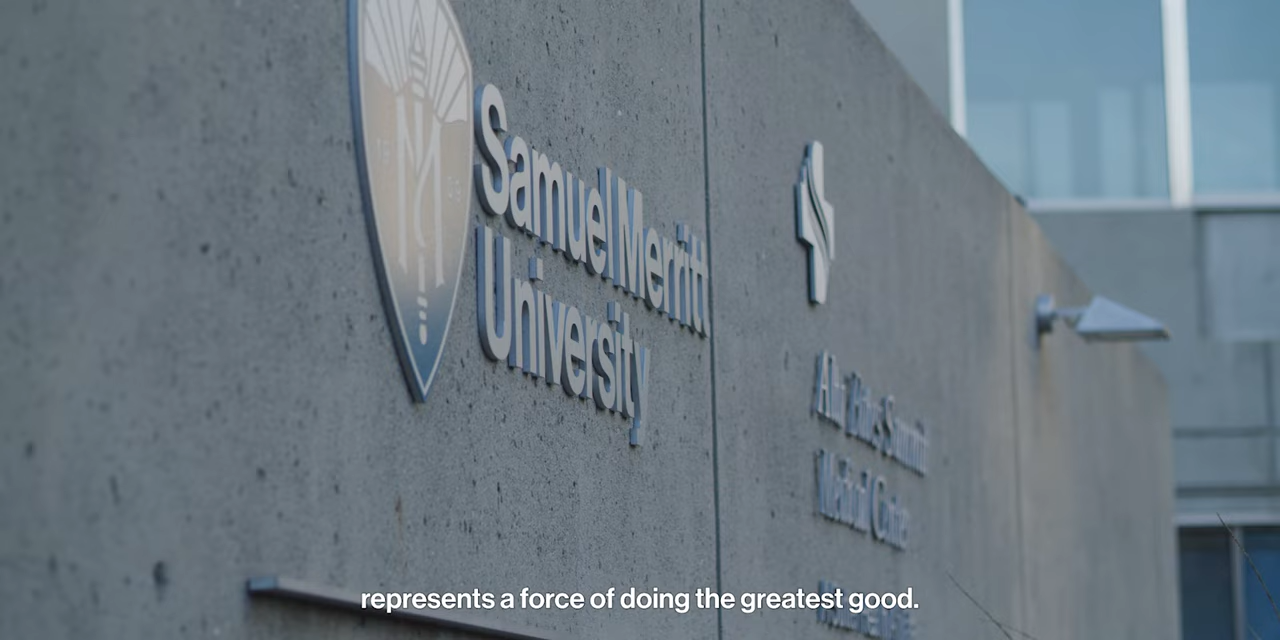 Samuel Merritt
University
Alta Bates Summit
Medical Center
represents a force of doing the greatest good.